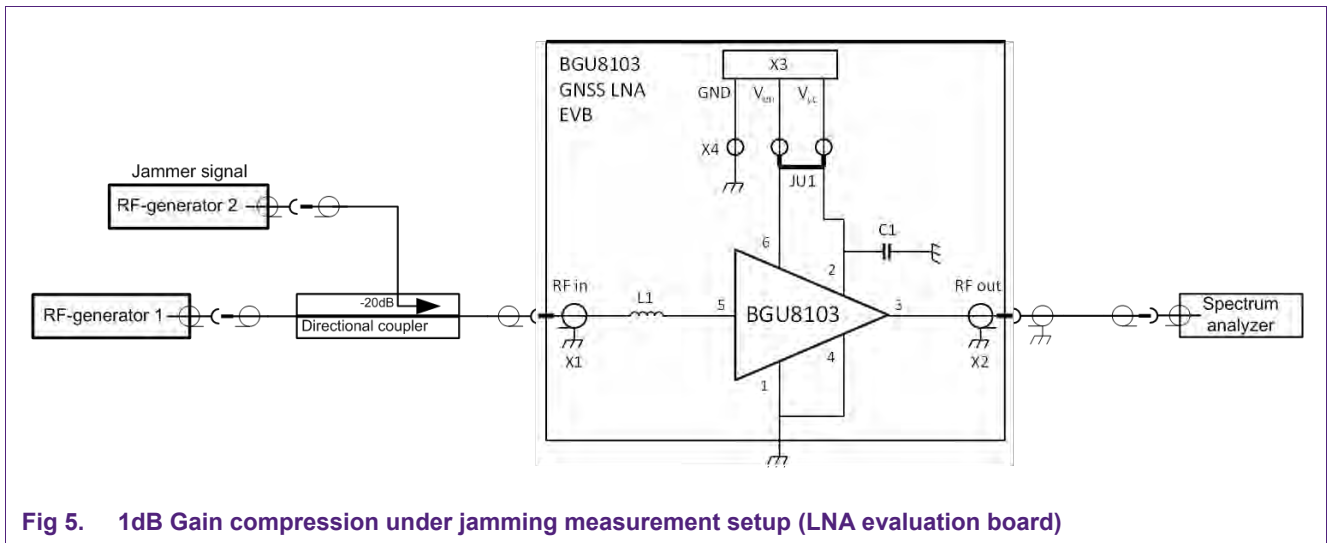 BGU8103
GNSS LNA
EVB
X3
GND Ven Vcc
X4
JU1
C1
Jammer signal
RF-generator 2
RF-generator 1
-20dB
Directional coupler
RF in
X1
L1
5
6
2
BGU8103
3
4
1
RF out
X2
Spectrum
analyzer
Fig 5. 1dB Gain compression under jamming measurement setup (LNA evaluation board)